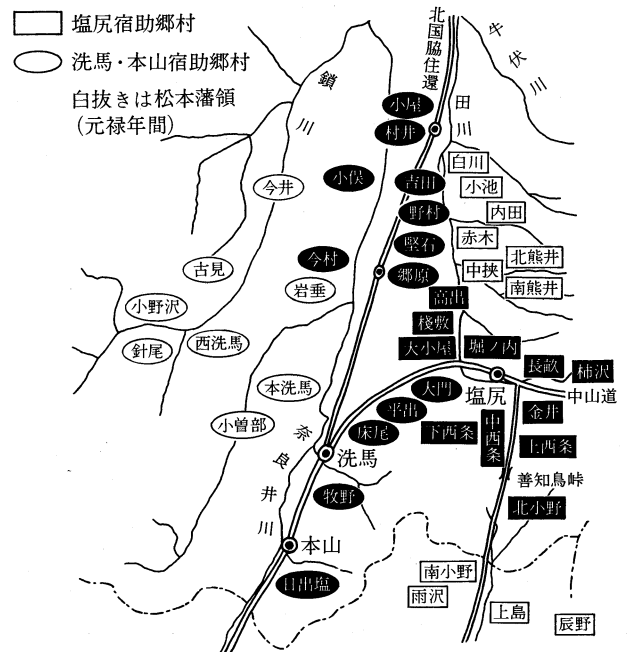 塩尻宿助郷村
洗馬・本山宿助郷村
白抜きは松本藩領
(元禄年間)
北国脇往還
牛伏川
田川
鎖川
奈良井川
小屋
村井
小俣
吉田
野村
堅石
今村
郷原
岩垂
今井
古見
小野沢
針尾
西洗馬
本洗馬
小曽部
白川
小池
内田
赤木
北熊井
中挾
南熊井
高出
棧敷
大小屋
堀ノ内
長畝
柿沢
塩尻
中山道
大門
平出
床尾
洗馬
下西条
中西条
金井
上西条
善知鳥峠
北小野
牧野
本山
日出塩
南小野
雨沢
上島
辰野